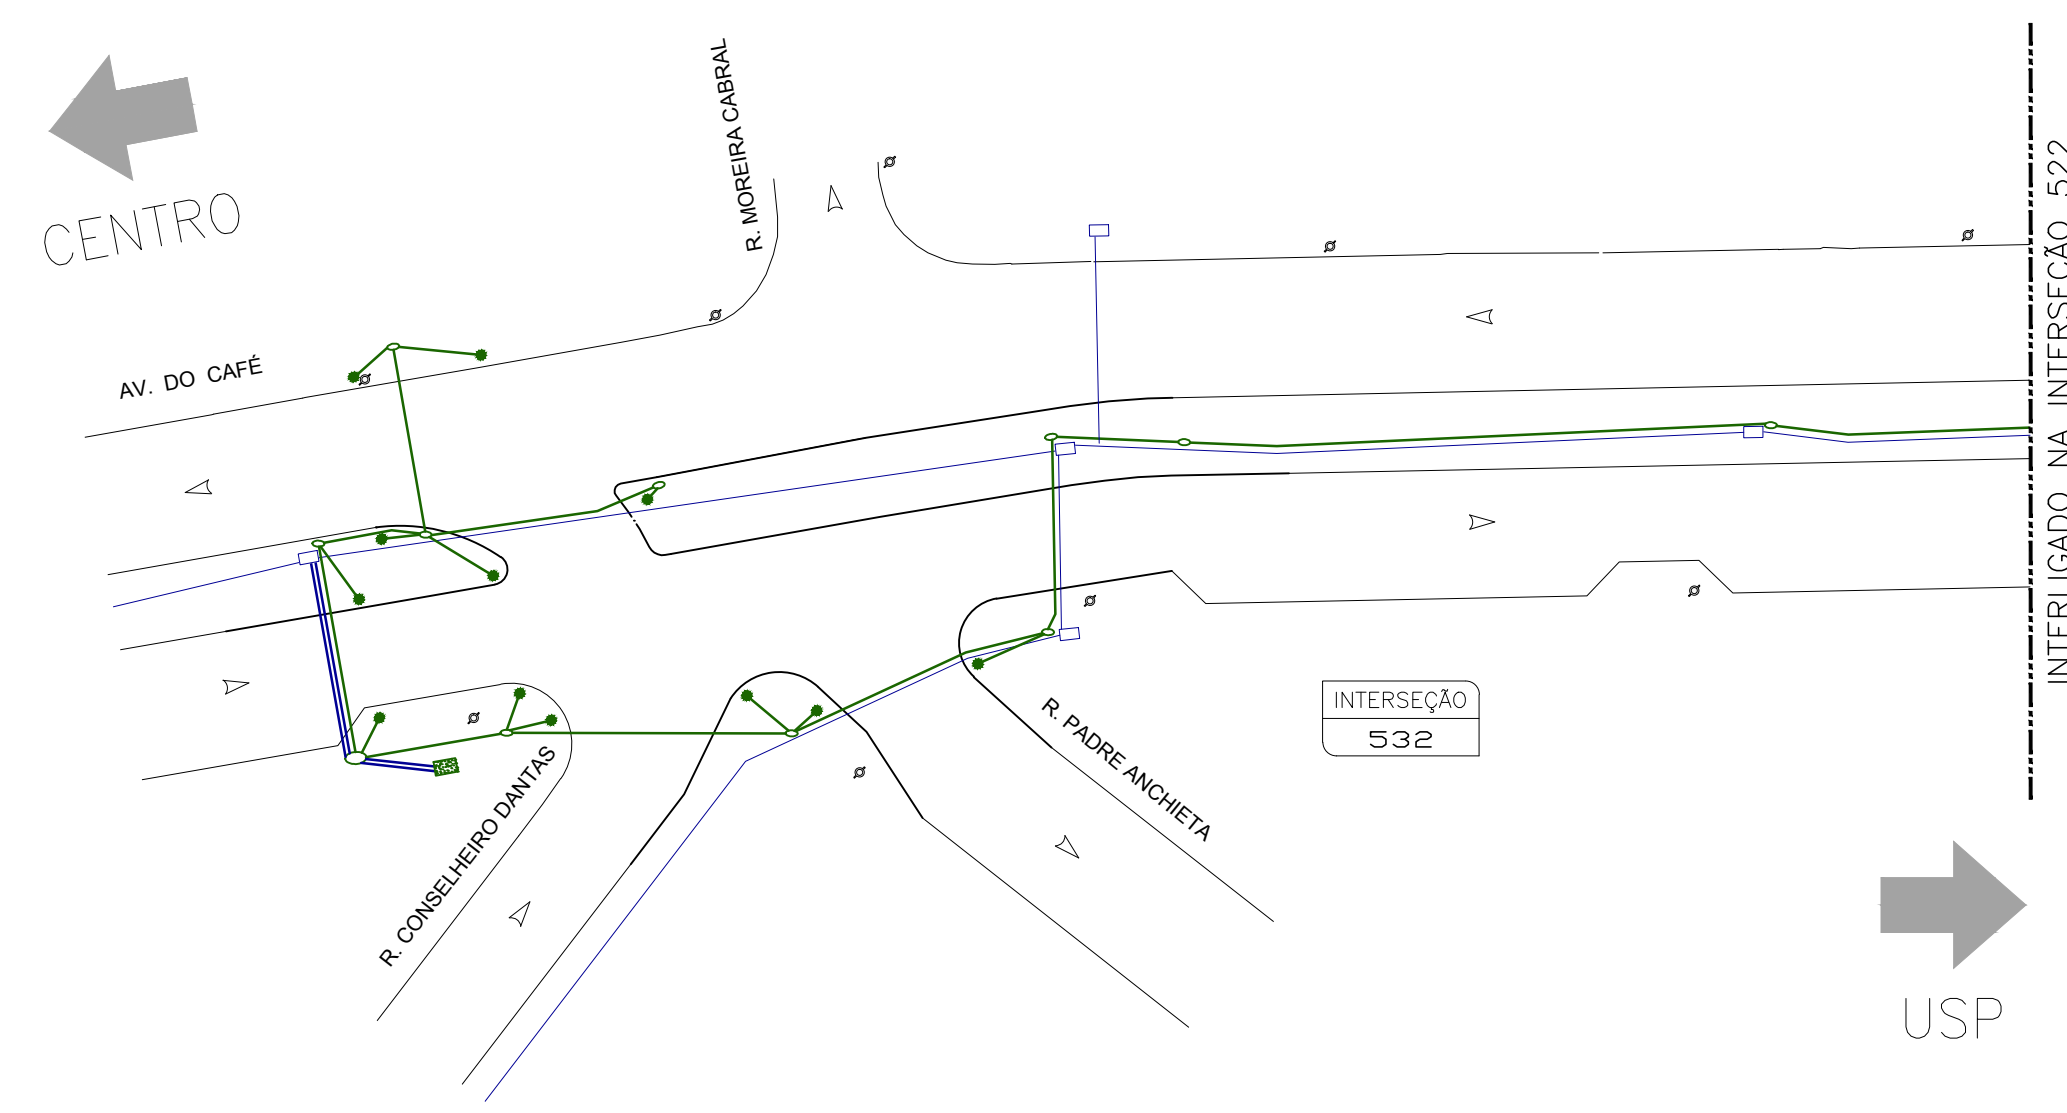 CENTRO
R. MOREIRA CABRAL
AV. DO CAFÉ
INTERLIGADO NA INTERSEÇÃO 522
R. PADRE ANCHIETA
INTERSEÇÃO
532
R. CONSELHEIRO DANTAS
USP